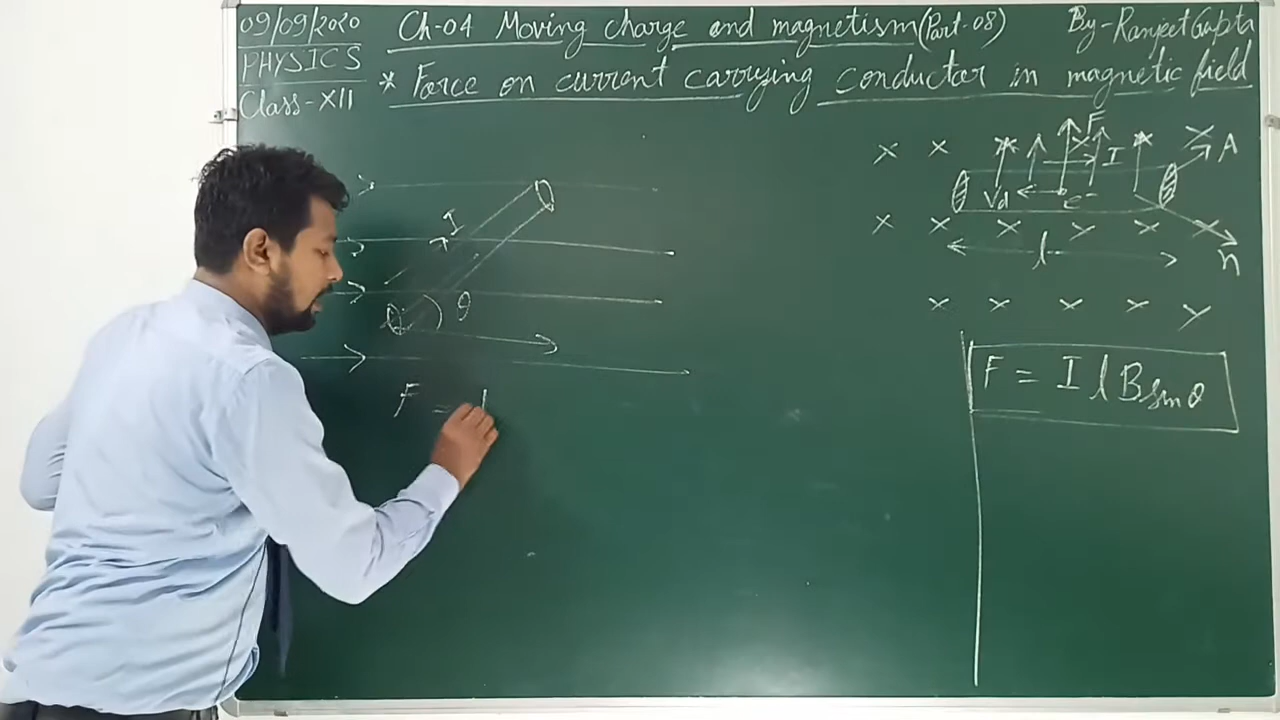 09/09/2020
PHYSICS
Class-XII
Ch-04 Moving charge and magnetism (Part-08)
By-Ranjeet Gupta
* Force on current carrying conductor in magnetic field
I
θ
F = I
F
I
A
Vd
e-
l
n
F = I l B sin θ